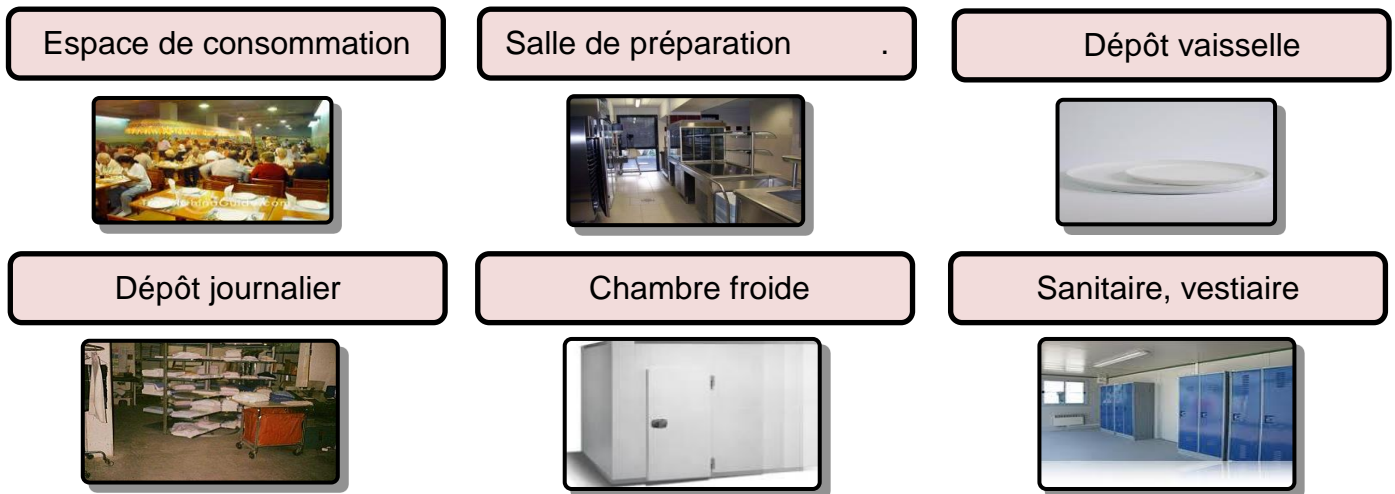 Espace de consommation
Salle de préparation .
Dépôt vaisselle
Dépôt journalier
Chambre froide
Sanitaire, vestiaire